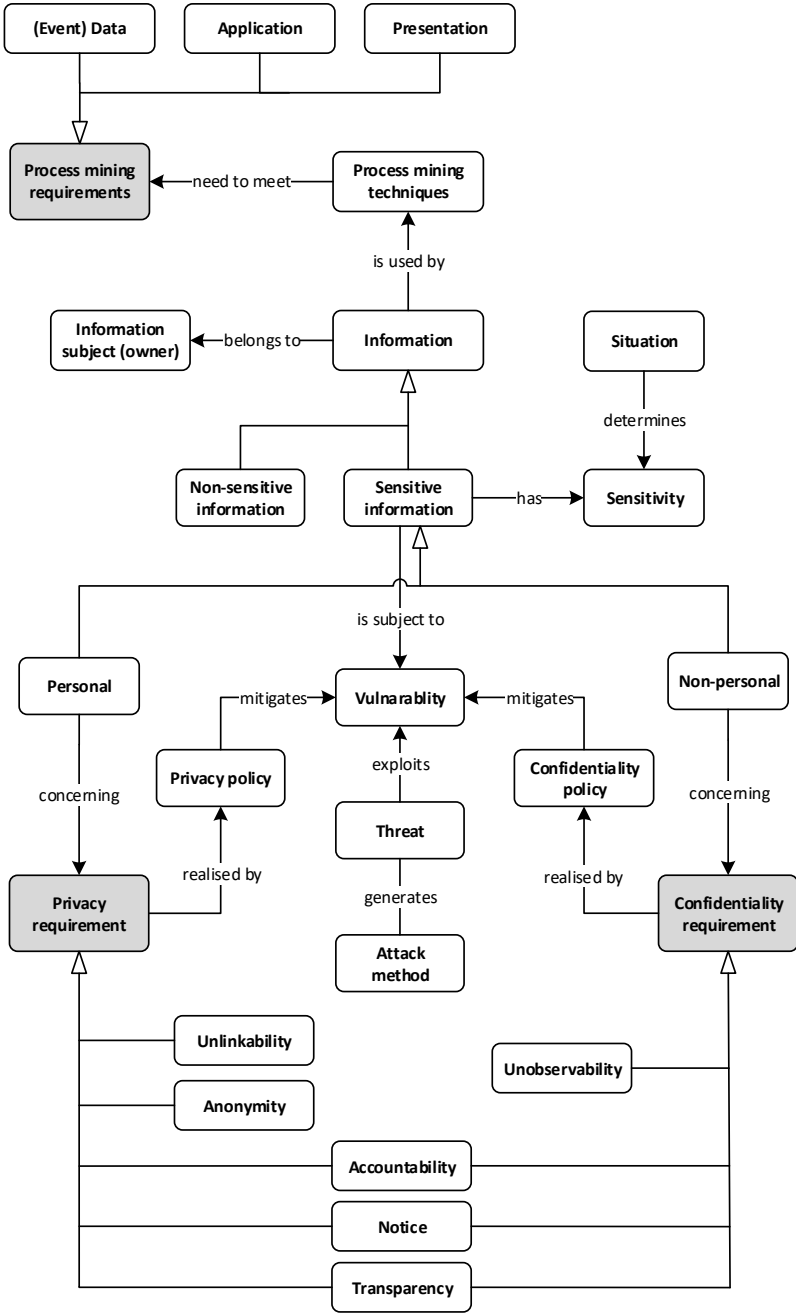 (Event) Data
Application
Presentation
Process mining
requirements
need to meet
Process mining
techniques
is used by
Information
subject (owner)
belongs to
Information
Situation
determines
Non-sensitive
information
Sensitive
information
has
Sensitivity
is subject to
Personal
Non-personal
mitigates
Vulnarablity
mitigates
Privacy policy
exploits
Confidentiality
policy
concerning
concerning
Threat
realised by
generates
realised by
Privacy
requirement
Confidentiality
requirement
Attack
method
Unlinkability
Unobservability
Anonymity
Accountability
Notice
Transparency